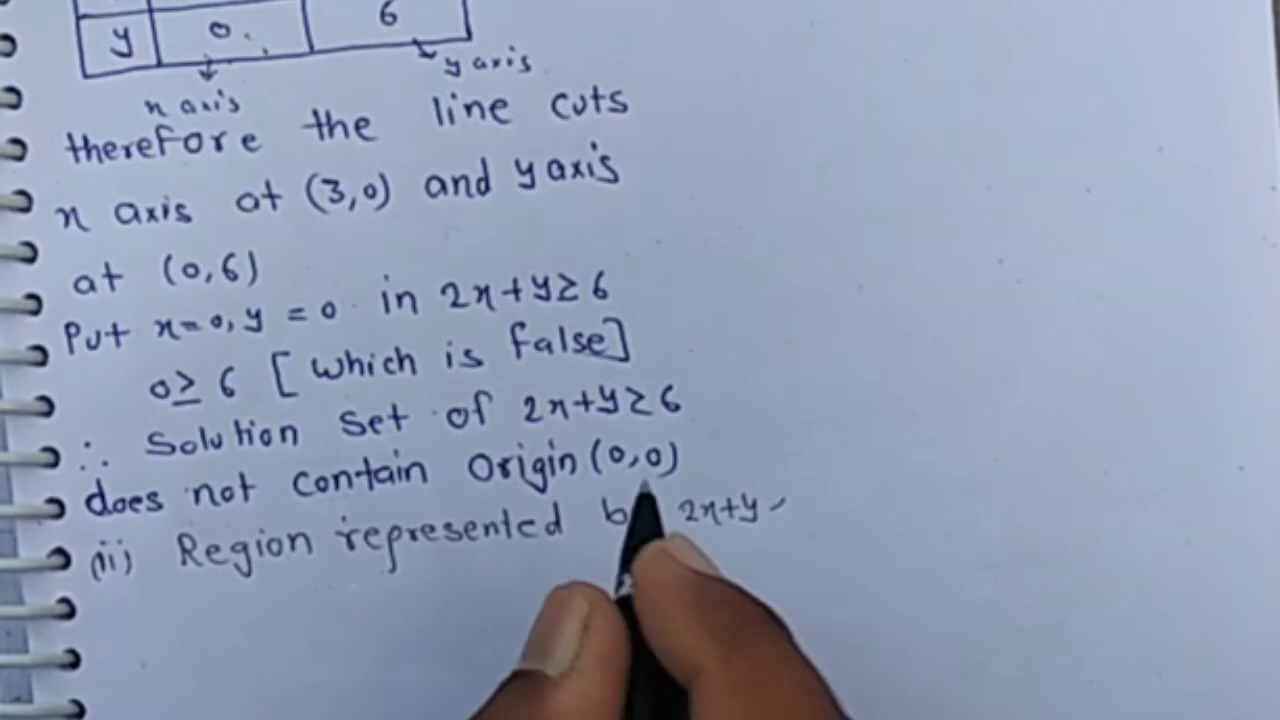 y 0. 6
x axis y axis
therefore the line cuts
x axis at (3,0) and y axis
at (0,6)
Put x=0, y = 0 in 2x+y≥6
0≥ 6 [which is false]
∴ Solution set of 2x+y≥6
does not contain Origin (0,0)
(ii) Region represented 2x+y